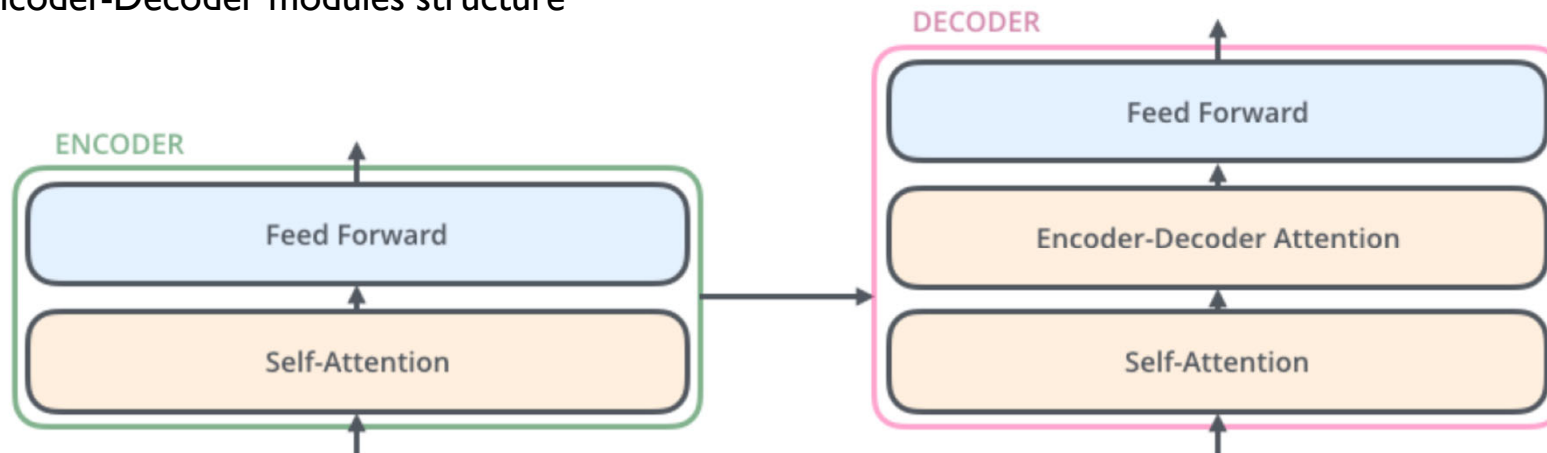 ncoder-Decoder modules structure
DECODER
Feed Forward
ENCODER
Encoder-Decoder Attention
Feed Forward
Self-Attention
Self-Attention